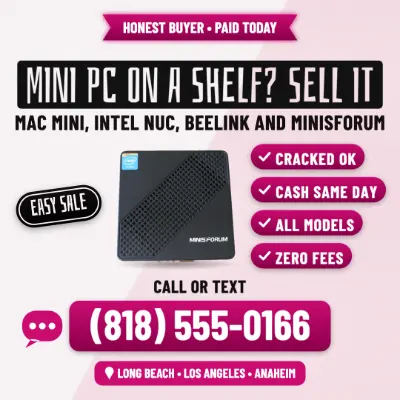 HONEST BUYER • PAID TODAY
MINI PC ON A SHELF? SELL IT
MAC MINI, INTEL NUC, BEELINK AND MINISFORUM
CRACKED OK
CASH SAME DAY
EASY SALE
ALL MODELS
ZERO FEES
intel
MINISFORUM
CALL OR TEXT
(818) 555-0166
LONG BEACH • LOS ANGELES • ANAHEIM